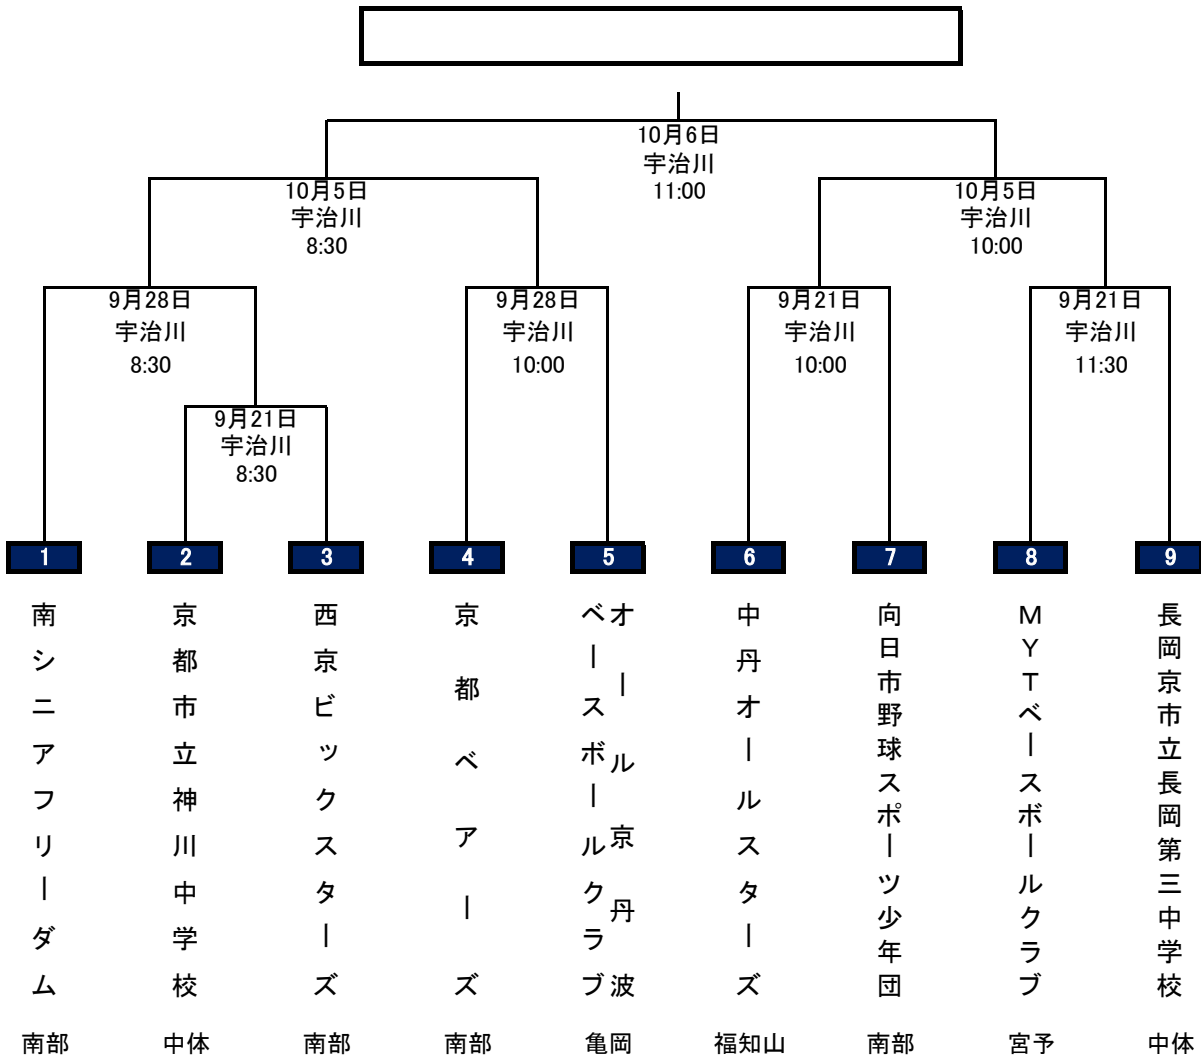 10月6日
宇治川
11:00
10月5日
宇治川
8:30
10月5日
宇治川
10:00
9月28日
宇治川
8:30
9月28日
宇治川
10:00
9月21日
宇治川
10:00
9月21日
宇治川
11:30
9月21日
宇治川
8:30
1
2
3
4
5
6
7
8
9
南シニアフリーダム
京都市立神川中学校
西京ビックスターズ
京都ベアーズ
オール京丹波
ベースボールクラブ
中丹オールスターズ
向日市野球スポーツ少年団
MYTベースボールクラブ
長岡京市立長岡第三中学校
南部
中体
南部
南部
亀岡
福知山
南部
宮予
中体